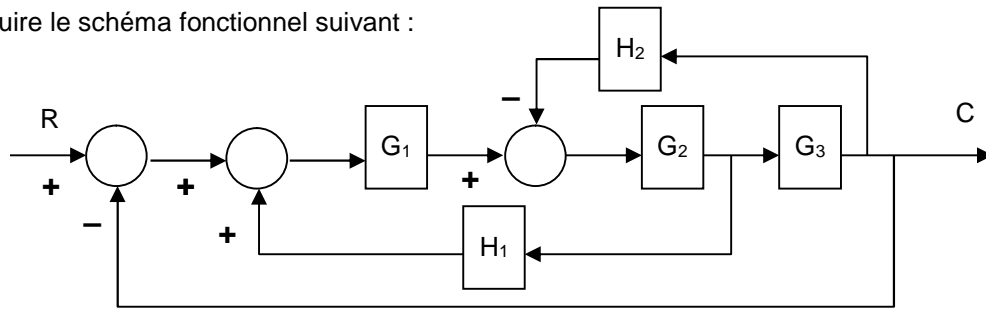 uire le schéma fonctionnel suivant :
H₂
−
R
C
G₁
G₂
G₃
+
+
+
−
+
H₁